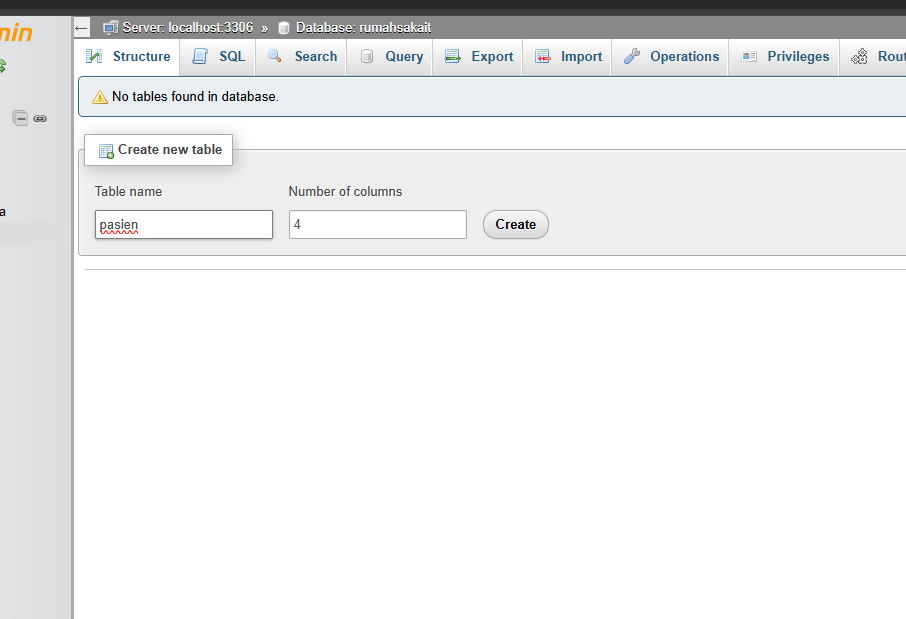 Server: localhost:3306 » Database: rumahsakait
Structure SQL Search Query Export Import Operations Privileges Rout
No tables found in database.
Create new table
Table name Number of columns
pasien 4 Create
min
a